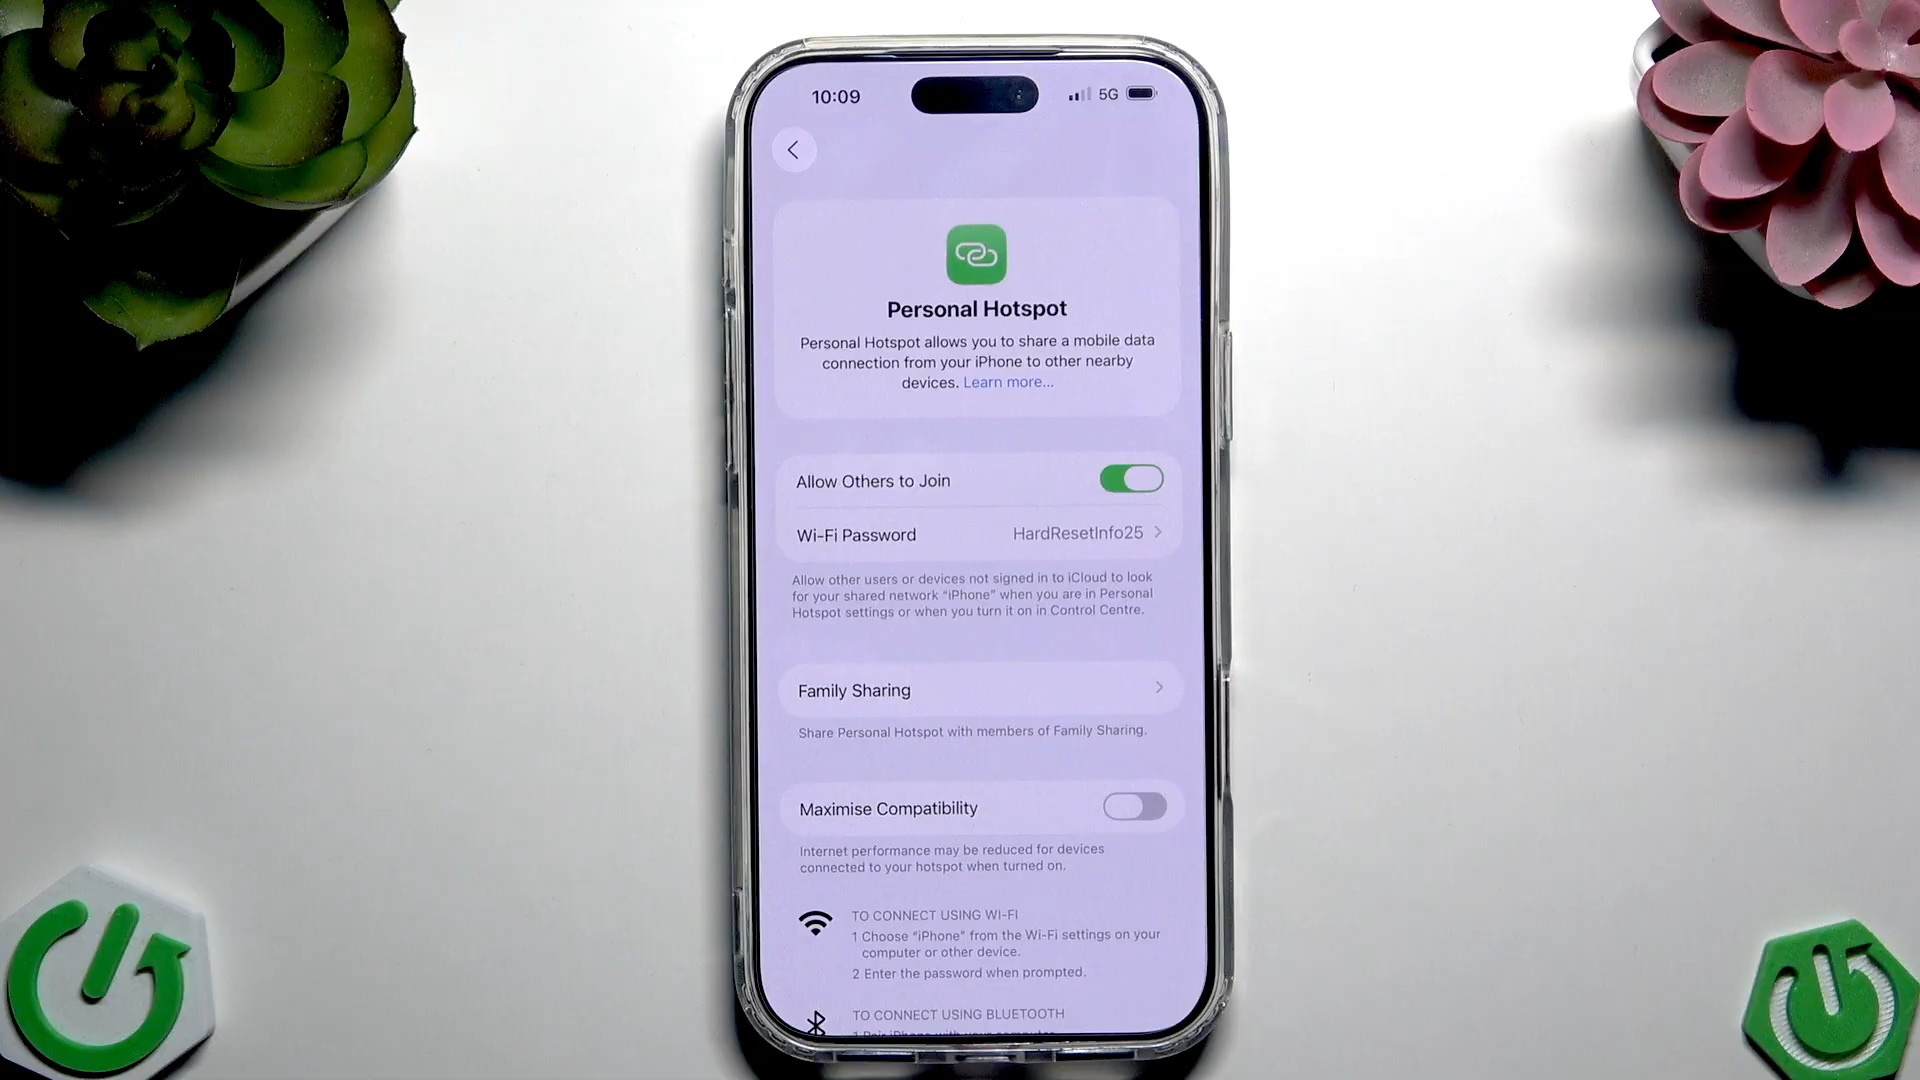 10:09
5G
Personal Hotspot
Personal Hotspot allows you to share a mobile data
connection from your iPhone to other nearby
devices. Learn more...
Allow Others to Join
Wi-Fi Password HardResetInfo25
Allow other users or devices not signed in to iCloud to look
for your shared network “iPhone” when you are in Personal
Hotspot settings or when you turn it on in Control Centre.
Family Sharing
Share Personal Hotspot with members of Family Sharing.
Maximise Compatibility
Internet performance may be reduced for devices
connected to your hotspot when turned on.
TO CONNECT USING WI-FI
1 Choose “iPhone” from the Wi-Fi settings on your
computer or other device.
2 Enter the password when prompted.
TO CONNECT USING BLUETOOTH
1 Pair iPhone with your computer